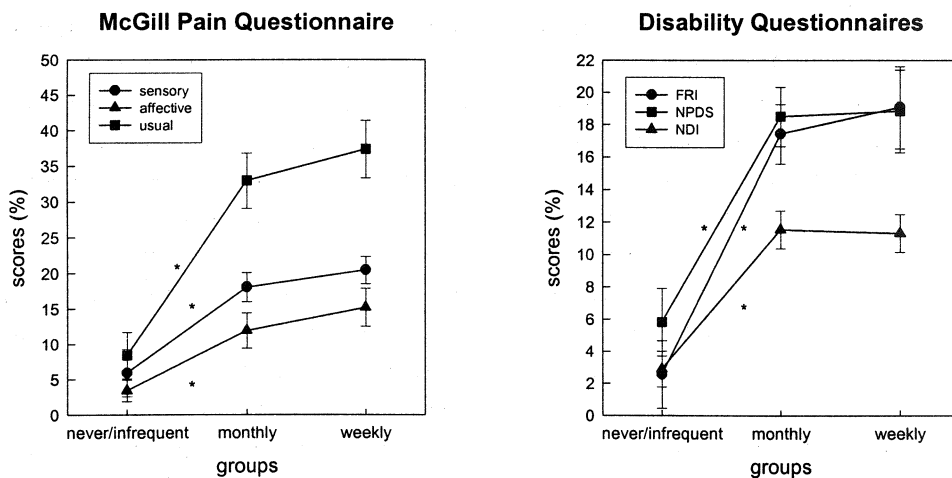 McGill Pain Questionnaire
50
45
40
35
30
25
20
15
10
5
0
scores (%)
sensory
affective
usual
*
*
*
never/infrequent monthly weekly
groups
Disability Questionnaires
22
20
18
16
14
12
10
8
6
4
2
0
scores (%)
FRI
NPDS
NDI
* *
*
never/infrequent monthly weekly
groups